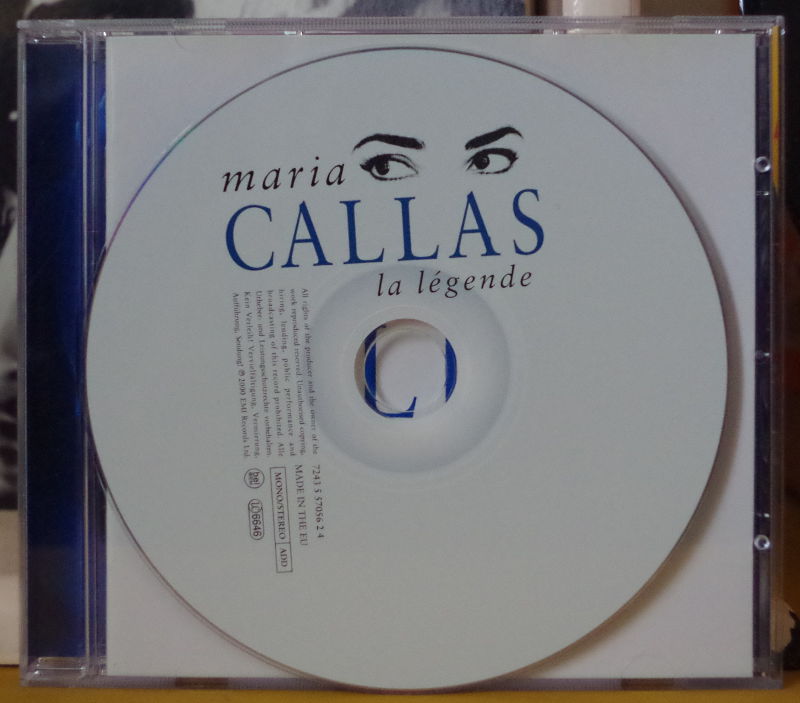 maria
CALLAS
la légende
All rights of the producer and the owner of the
work reproduced reserved. Unauthorised copying,
hiring, lending, public performance and
broadcasting of this record prohibited. Alle
Urheber- und Leistungsschutzrechte vorbehalten.
Kein Verleih! Vervielfältigung, Vermietung,
Aufführung, Sendung! ℗ 2000 EMI Records Ltd.
7243 5 57056 2 4
MADE IN THE EU
MONO/STEREO ADD
LC 6646